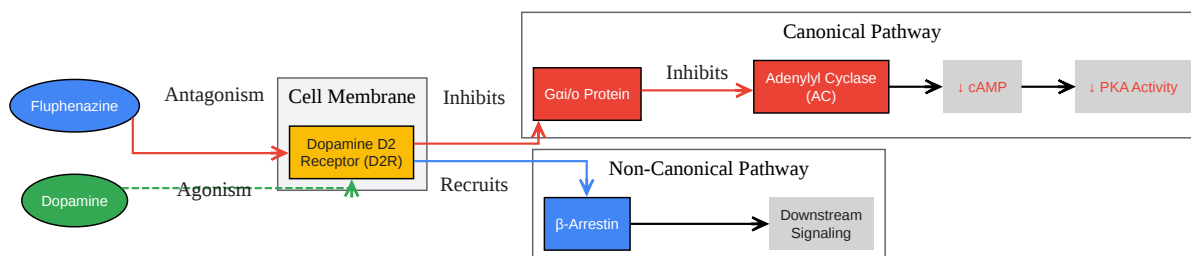 Canonical Pathway
Fluphenazine
Antagonism
Cell Membrane
Inhibits
Gαi/o Protein
Inhibits
Adenylyl Cyclase
(AC)
↓ cAMP
↓ PKA Activity
Dopamine D2
Receptor (D2R)
Dopamine
Agonism
Recruits
Non-Canonical Pathway
β-Arrestin
Downstream
Signaling